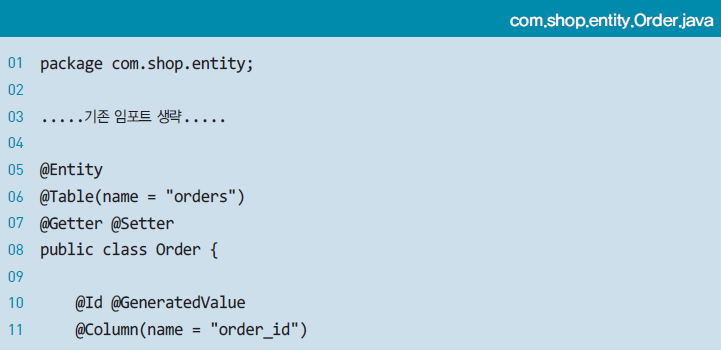 com.shop.entity.Order.java
01 package com.shop.entity;
02
03 .....기존 임포트 생략.....
04
05 @Entity
06 @Table(name = "orders")
07 @Getter @Setter
08 public class Order {
09
10 @Id @GeneratedValue
11 @Column(name = "order_id")